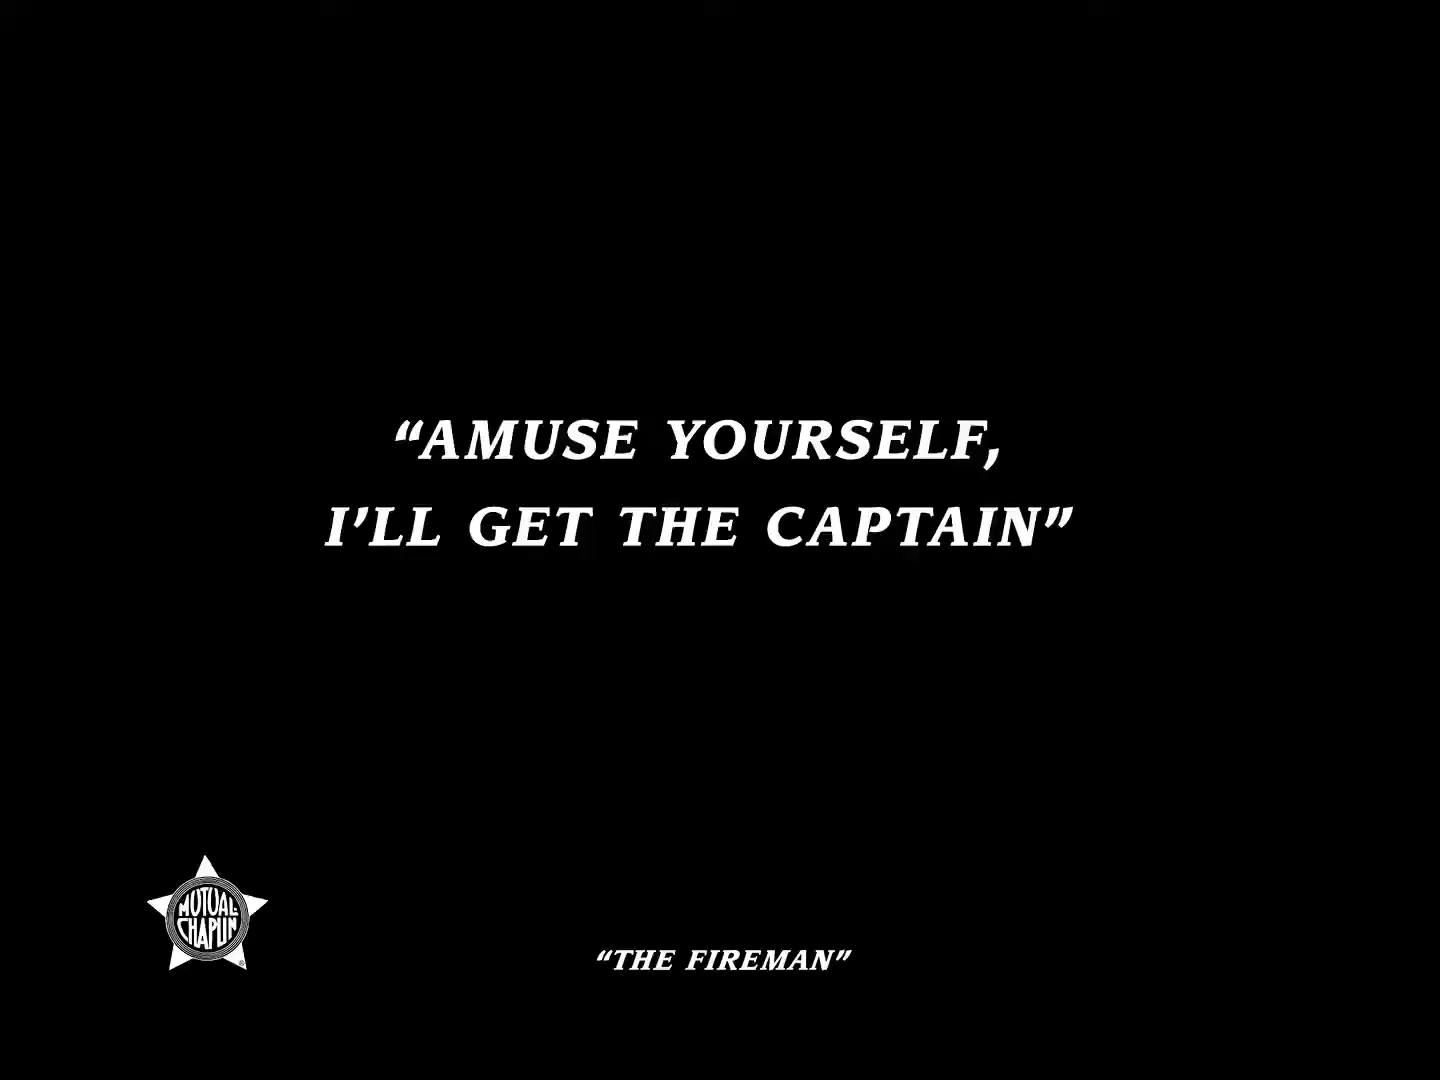 “AMUSE YOURSELF,
I’LL GET THE CAPTAIN”
MUTUAL-
CHAPLIN
®
“THE FIREMAN”